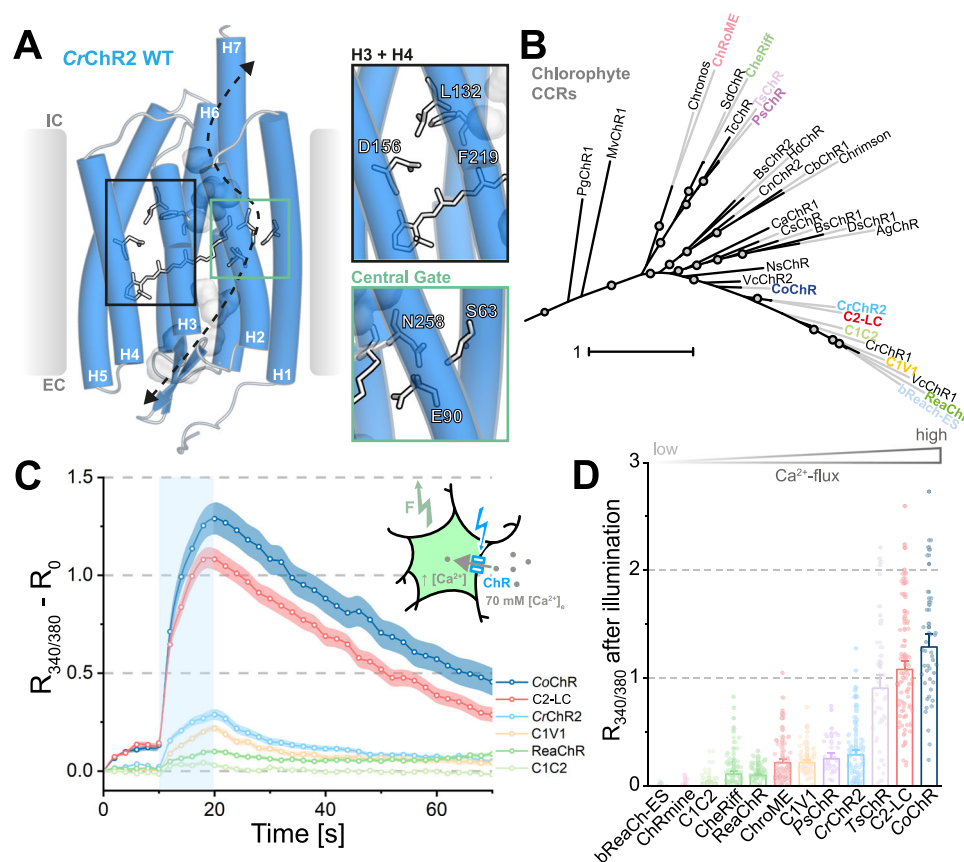 A
CrChR2 WT
H7
H6
IC
H3
H2
H4
H5
H1
EC
H3 + H4
L132
D156
F219
Central Gate
N258
S63
E90
B
Chlorophyte
CCRs
PgChR1
MvChR1
Chronos
ChRoME
SdChR
CheRiff
TcChR
TsChR
PsChR
BsChR2
HdChR
CnChR2
CbChR1
Chrimson
CaChR1
CsChR
BsChR1
DsChR1
AgChR
NsChR
VcChR2
CoChR
CrChR2
C2-LC
C1C2
CrChR1
C1V1
VcChR1
ReaChR
bReach-ES
1
C
R340/380 - R0
1.5
1.0
0.5
0.0
0
20
40
60
Time [s]
F
↑ [Ca²⁺]
ChR
70 mM [Ca²⁺]e
CoChR
C2-LC
CrChR2
C1V1
ReaChR
C1C2
D
low
high
Ca²⁺-flux
R340/380 after illumination
3
2
1
0
bReaCh-ES
ChRmine
C1C2
CheRiff
ReaChR
ChroME
C1V1
PsChR
CrChR2
TsChR
C2-LC
CoChR